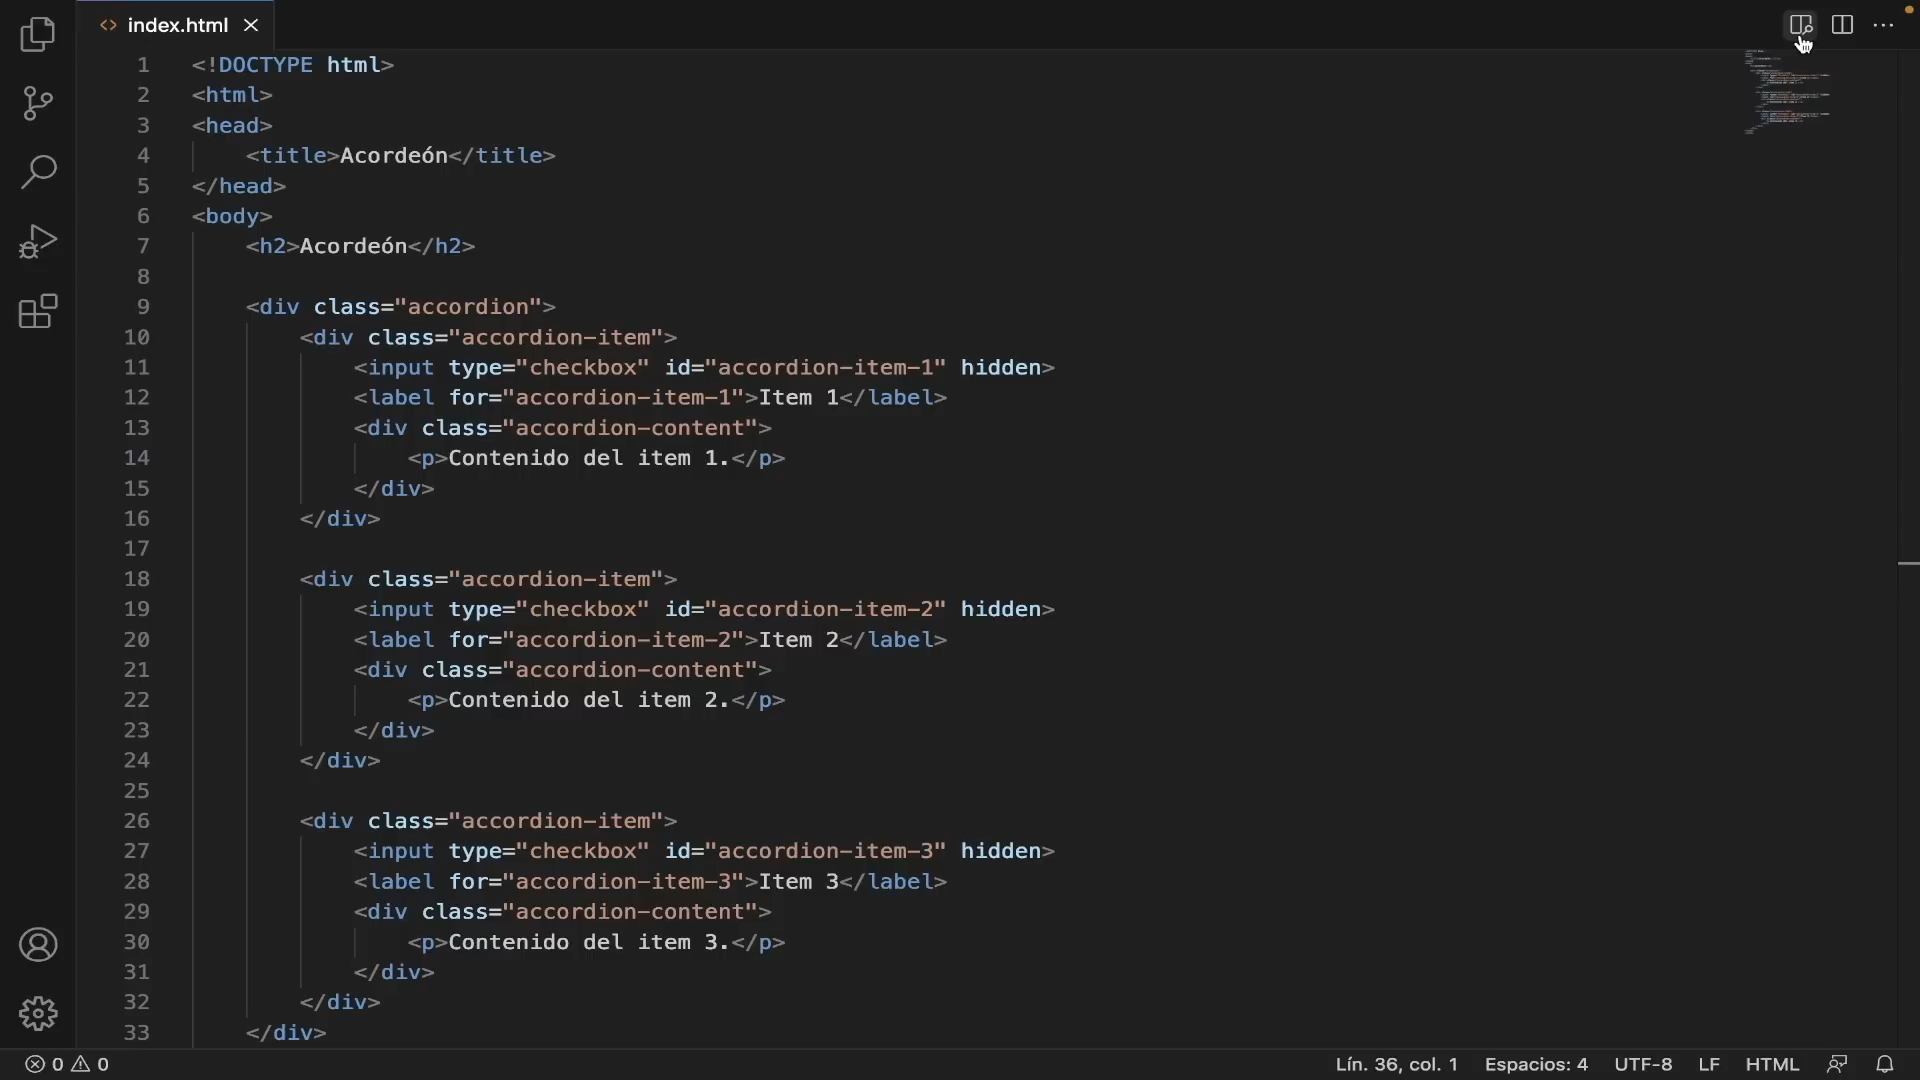 index.html
1 <!DOCTYPE html>
2 <html>
3 <head>
4     <title>Acordeón</title>
5 </head>
6 <body>
7     <h2>Acordeón</h2>
8
9     <div class="accordion">
10         <div class="accordion-item">
11             <input type="checkbox" id="accordion-item-1" hidden>
12             <label for="accordion-item-1">Item 1</label>
13             <div class="accordion-content">
14                 <p>Contenido del item 1.</p>
15             </div>
16         </div>
17
18         <div class="accordion-item">
19             <input type="checkbox" id="accordion-item-2" hidden>
20             <label for="accordion-item-2">Item 2</label>
21             <div class="accordion-content">
22                 <p>Contenido del item 2.</p>
23             </div>
24         </div>
25
26         <div class="accordion-item">
27             <input type="checkbox" id="accordion-item-3" hidden>
28             <label for="accordion-item-3">Item 3</label>
29             <div class="accordion-content">
30                 <p>Contenido del item 3.</p>
31             </div>
32         </div>
33     </div>
0 0 Lín. 36, col. 1 Espacios: 4 UTF-8 LF HTML